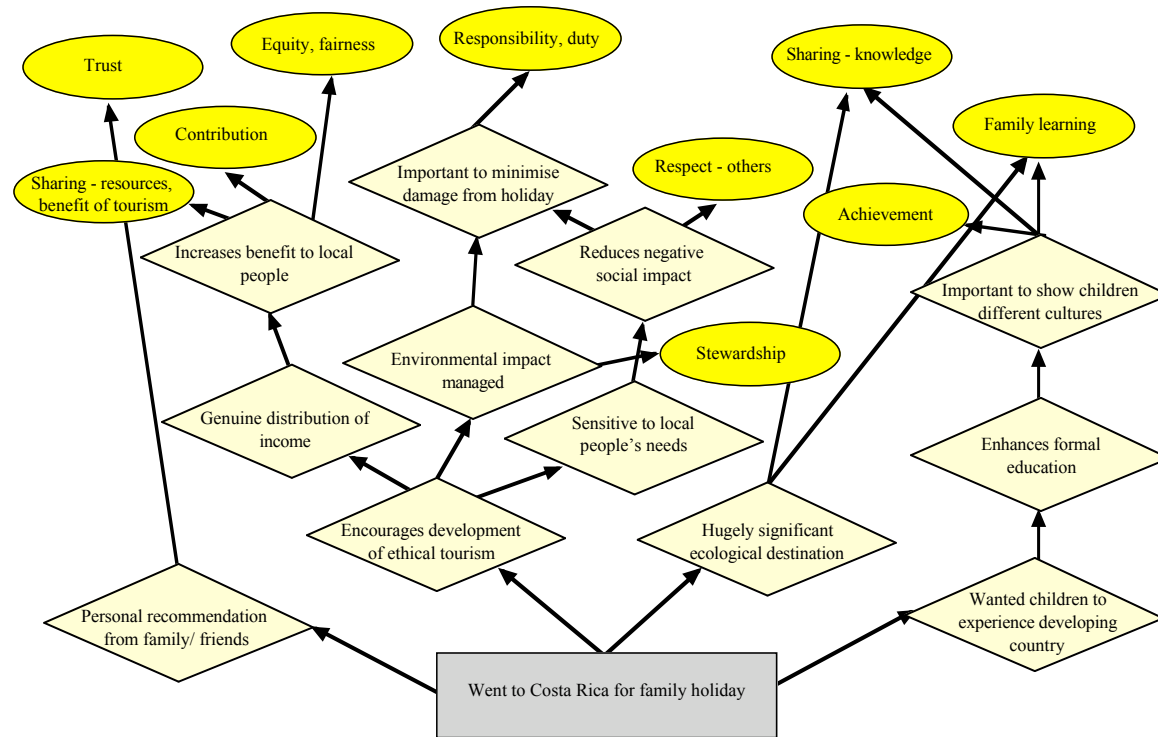 Equity, fairness
Responsibility, duty
Sharing - knowledge
Trust
Contribution
Family learning
Important to minimise
damage from holiday
Respect - others
Sharing - resources,
benefit of tourism
Achievement
Increases benefit to local
people
Reduces negative
social impact
Important to show children
different cultures
Environmental impact
managed
Stewardship
Genuine distribution of
income
Sensitive to local
people’s needs
Enhances formal
education
Encourages development
of ethical tourism
Hugely significant
ecological destination
Personal recommendation
from family/ friends
Wanted children to
experience developing
country
Went to Costa Rica for family holiday